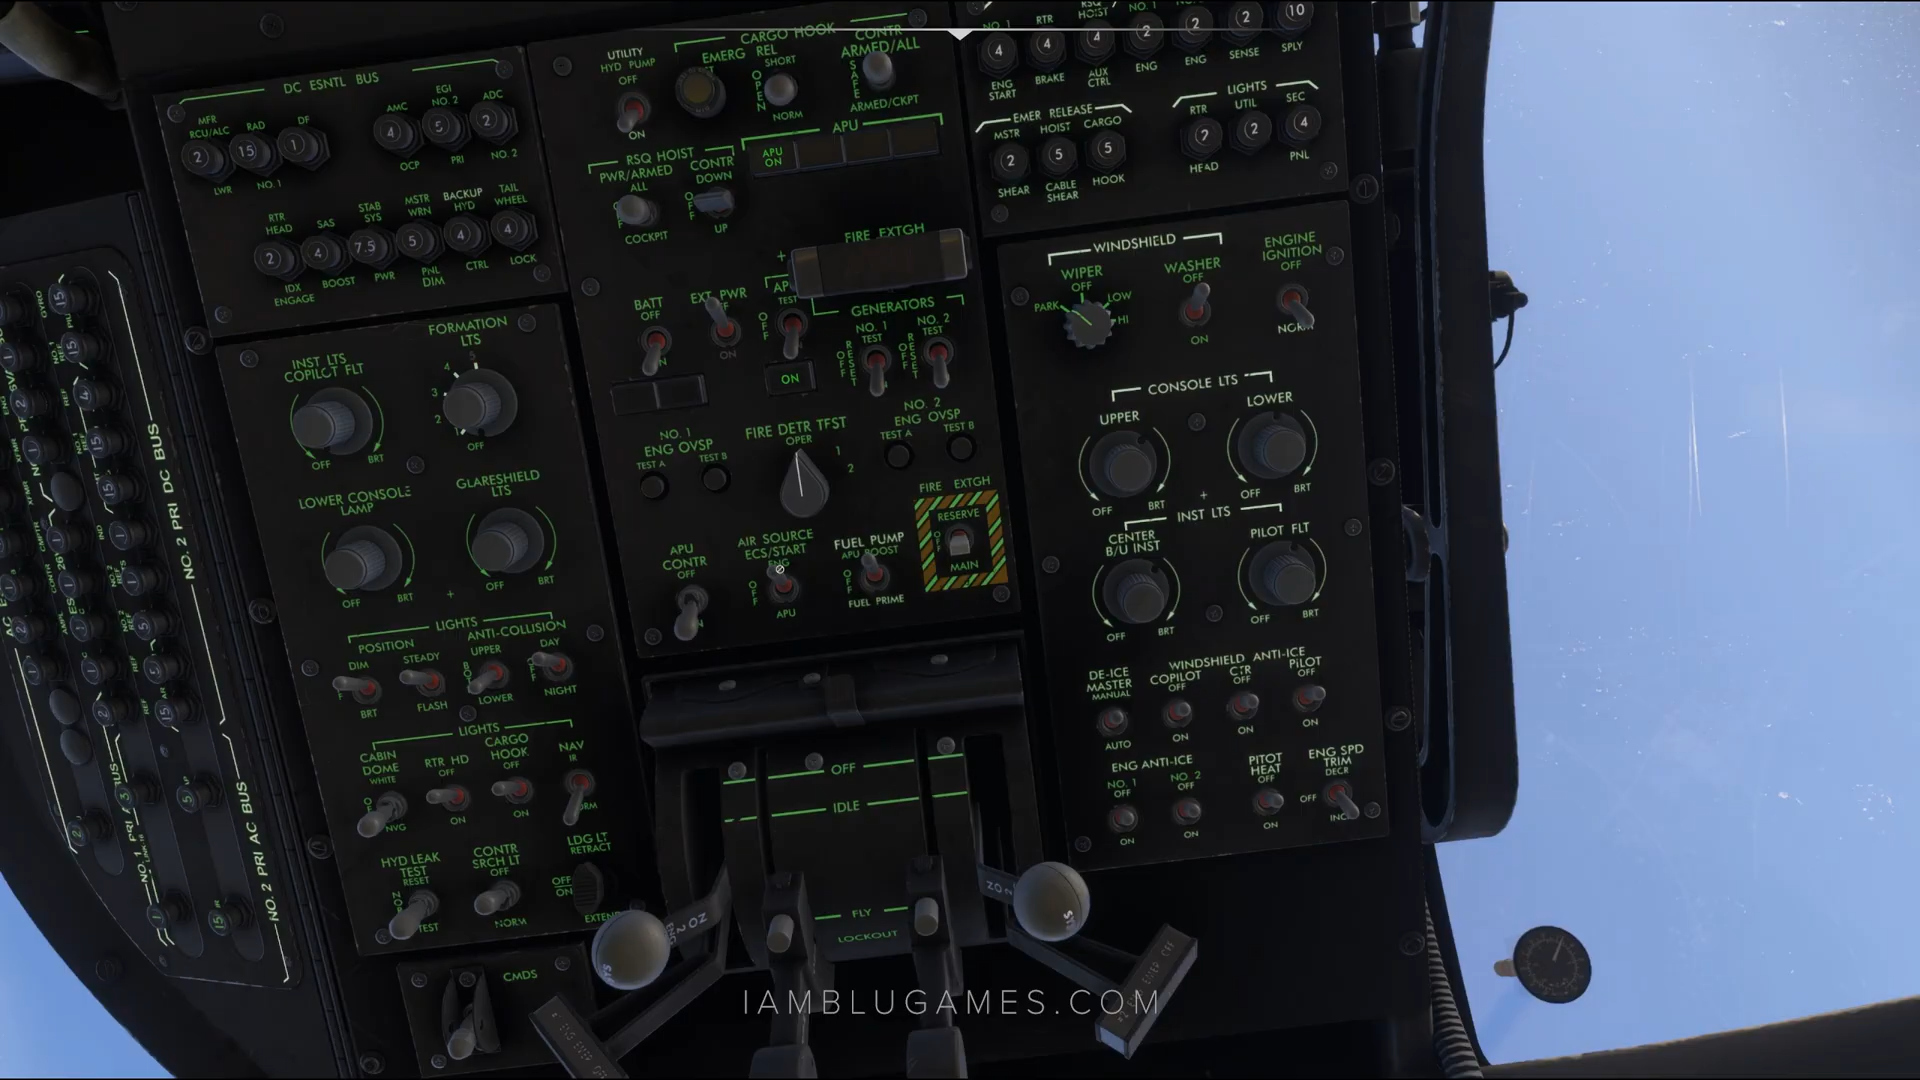 DC ESNTL BUS
MFR
RCU/ALC
RAD
DF
AMC
EGI
NO. 2
ADC
2
15
1
4
5
2
LWR
NO.1
OCP
PRI
NO. 2
RTR
HEAD
SAS
STAB
SYS
MSTR
WRN
BACKUP
HYD
TAIL
WHEEL
2
4
7.5
5
4
4
IDX
ENGAGE
BOOST
PWR
PNL
DIM
CTRL
LOCK
UTILITY
HYD PUMP
OFF
ON
CARGO HOOK
EMERG REL
SHORT
OPEN
NORM
CONTR
ARMED/ALL
SAFE
ARMED/CKPT
APU
APU
ON
RSQ HOIST
PWR/ARMED
ALL
COCKPIT
CONTR
DOWN
OFF
UP
FIRE EXTGH
NO. 1
RTR
4
4
4
2
2
2
10
ENG
START
BRAKE
AUX
CTRL
ENG
ENG
SENSE
SPLY
EMER RELEASE
MSTR
HOIST
CARGO
2
5
5
SHEAR
CABLE
SHEAR
HOOK
LIGHTS
RTR
UTIL
SEC
2
2
4
HEAD
PNL
INST LTS
COPILOT FLT
OFF
BRT
FORMATION
LTS
5
4
3
2
1
OFF
LOWER CONSOLE
LAMP
OFF
BRT
GLARESHIELD
LTS
OFF
BRT
LIGHTS
POSITION
DIM
STEADY
BRT
FLASH
ANTI-COLLISION
UPPER
DAY
LOWER
NIGHT
LIGHTS
CABIN
DOME
WHITE
NVG
RTR HD
OFF
ON
CARGO
HOOK
OFF
ON
NAV
IR
HYD LEAK
TEST
RESET
TEST
CONTR
SRCH LT
OFF
NORM
LDG LT
RETRACT
OFF
ON
EXTEND
CMDS
BATT
OFF
EXT PWR
ON
TEST
OFF
ON
GENERATORS
NO. 1
TEST
OFF
RESET
NO. 2
TEST
OFF
RESET
NO. 1
ENG OVSP
TEST A
TEST B
FIRE DETR TEST
OPER
1
2
NO. 2
ENG OVSP
TEST A
TEST B
APU
CONTR
OFF
AIR SOURCE
ECS/START
ENG
OFF
APU
FUEL PUMP
APU BOOST
OFF
FUEL PRIME
FIRE EXTGH
RESERVE
OFF
MAIN
OFF
IDLE
FLY
LOCKOUT
WINDSHIELD
WIPER
OFF
PARK
LOW
HI
WASHER
OFF
ON
ENGINE
IGNITION
OFF
NORM
CONSOLE LTS
UPPER
OFF
BRT
LOWER
OFF
BRT
INST LTS
CENTER
B/U INST
OFF
BRT
PILOT FLT
OFF
BRT
DE-ICE
MASTER
MANUAL
AUTO
WINDSHIELD ANTI-ICE
COPILOT
OFF
ON
CTR
OFF
ON
PILOT
OFF
ON
ENG ANTI-ICE
NO. 1
OFF
ON
NO. 2
OFF
ON
PITOT
HEAT
OFF
ON
ENG SPD
TRIM
DECR
OFF
NO. 2 PRI DC BUS
NO. 2 PRI AC BUS
IAMBLUGAMES.COM